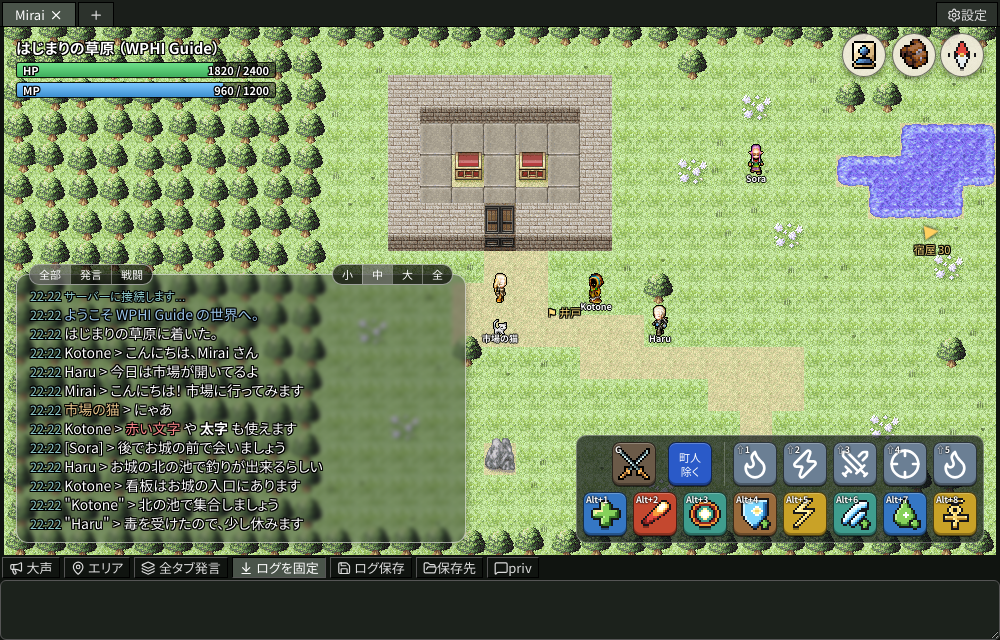 Mirai ×
+
設定
はじまりの草原 (WPHI Guide)
HP 1820 / 2400
MP 960 / 1200
Sora
宿屋 30
全部 発言 戦闘
小 中 大 全
22:22 サーバーに接続します...
22:22 ようこそ WPHI Guide の世界へ。
22:22 はじまりの草原に着いた。
22:22 Kotone > こんにちは、Mirai さん
22:22 Haru > 今日は市場が開いてるよ
22:22 Mirai > こんにちは! 市場に行ってみます
22:22 市場の猫 > にゃあ
22:22 Kotone > 赤い文字 や 太字 も使えます
22:22 [Sora] > 後でお城の前で会いましょう
22:22 Haru > お城の北の池で釣りが出来るらしい
22:22 Kotone > 看板はお城の入口にあります
22:22 "Kotone" > 北の池で集合しましょう
22:22 "Haru" > 毒を受けたので、少し休みます
Kotone
井戸
市場の猫
Haru
町人
除く
⇧1 ⇧2 ⇧3 ⇧4 ⇧5
Alt+1 Alt+2 Alt+3 Alt+4 Alt+5 Alt+6 Alt+7 Alt+8
大声 エリア 全タブ発言 ログを固定 ログ保存 保存先 priv